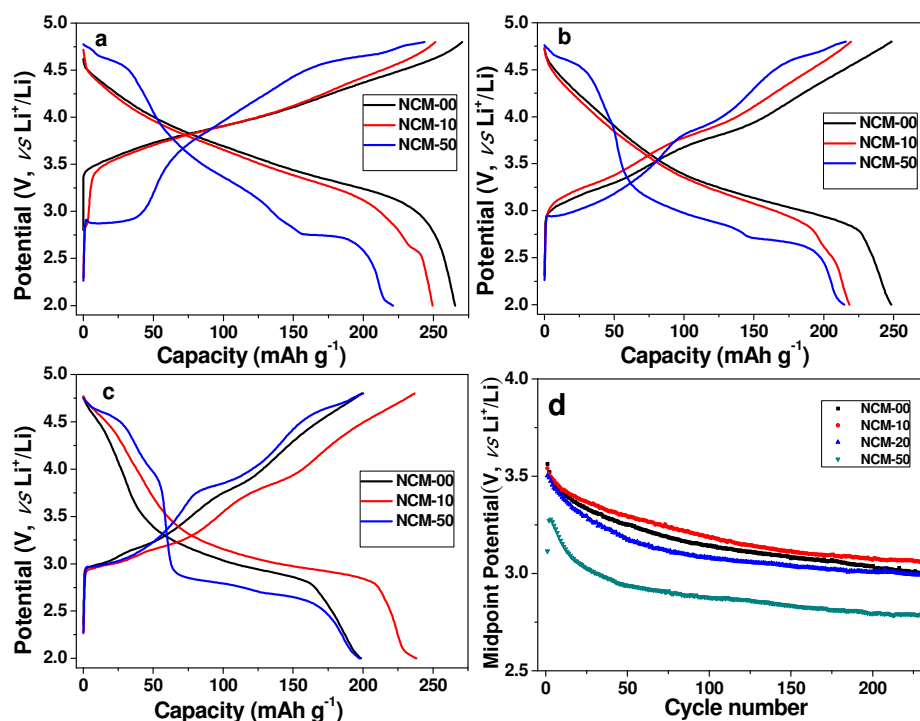 a
5.0
4.5
4.0
3.5
3.0
2.5
2.0
Potential (V, vs Li⁺/Li)
NCM-00
NCM-10
NCM-50
0 50 100 150 200 250
Capacity (mAh g⁻¹)
b
5.0
4.5
4.0
3.5
3.0
2.5
2.0
Potential (V, vs Li⁺/Li)
NCM-00
NCM-10
NCM-50
0 50 100 150 200 250
Capacity (mAh g⁻¹)
c
5.0
4.5
4.0
3.5
3.0
2.5
2.0
Potential (V, vs Li⁺/Li)
NCM-00
NCM-10
NCM-50
0 50 100 150 200 250
Capacity (mAh g⁻¹)
d
4.0
3.5
3.0
2.5
Midpoint Potential(V, vs Li⁺/Li)
NCM-00
NCM-10
NCM-20
NCM-50
0 50 100 150 200
Cycle number